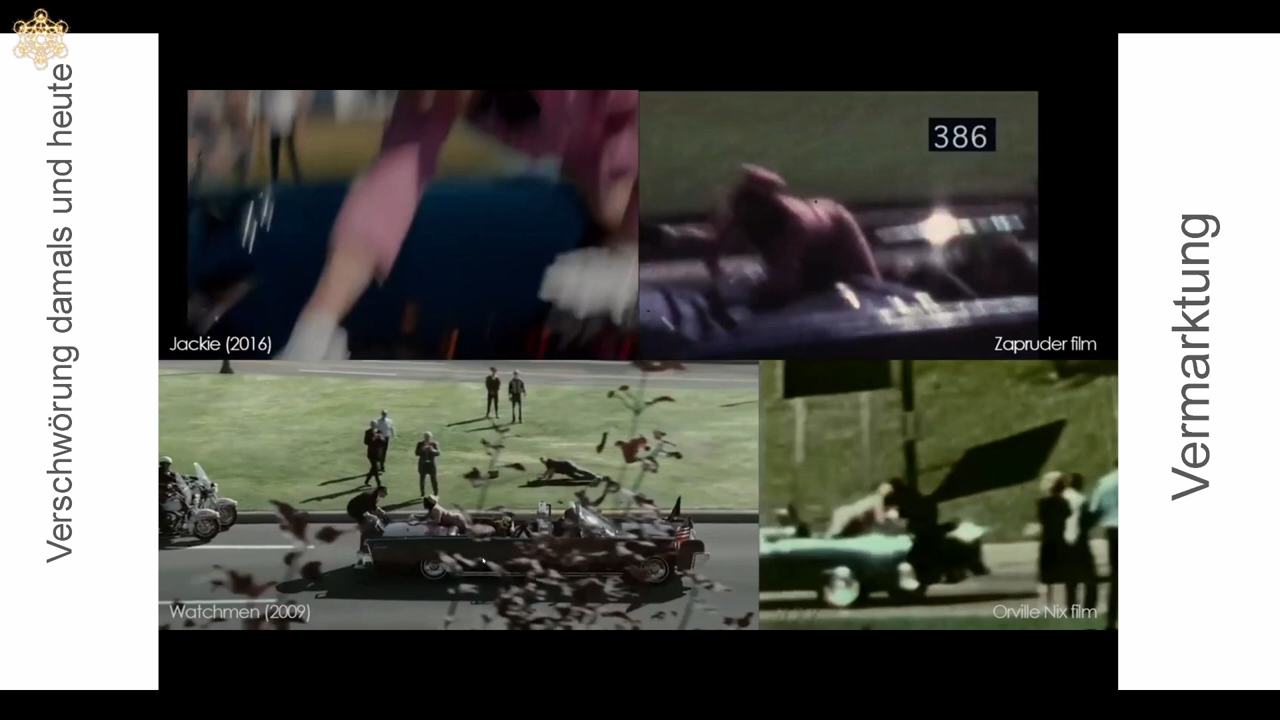 Verschwörung damals und heute
386
Jackie (2016)
Zapruder film
Watchmen (2009)
Orville Nix film
Vermarktung